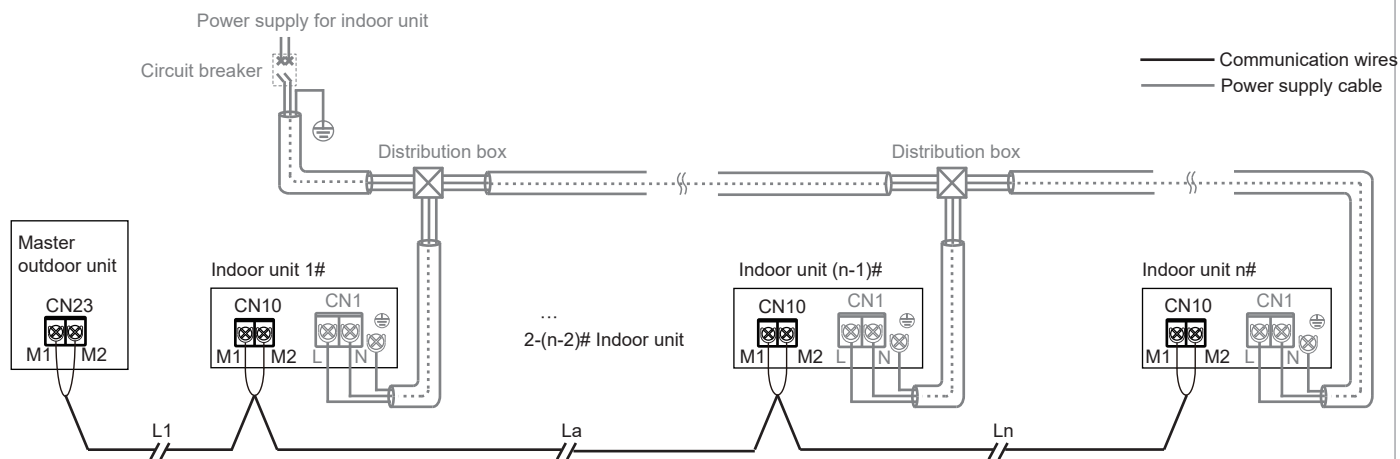 Power supply for indoor unit
Circuit breaker
Communication wires
Power supply cable
Distribution box
Distribution box
Master
outdoor unit
CN23
M1 M2
Indoor unit 1#
CN10 CN1
M1 M2 L N
...
2-(n-2)# Indoor unit
Indoor unit (n-1)#
CN10 CN1
M1 M2 L N
Indoor unit n#
CN10 CN1
M1 M2 L N
L1
La
Ln